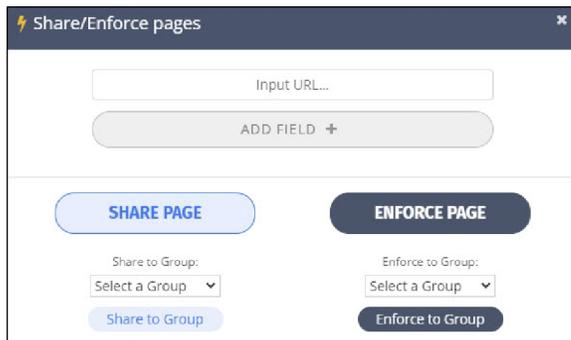 Share/Enforce pages
Input URL...
ADD FIELD +
SHARE PAGE
ENFORCE PAGE
Share to Group:
Enforce to Group:
Select a Group
Select a Group
Share to Group
Enforce to Group